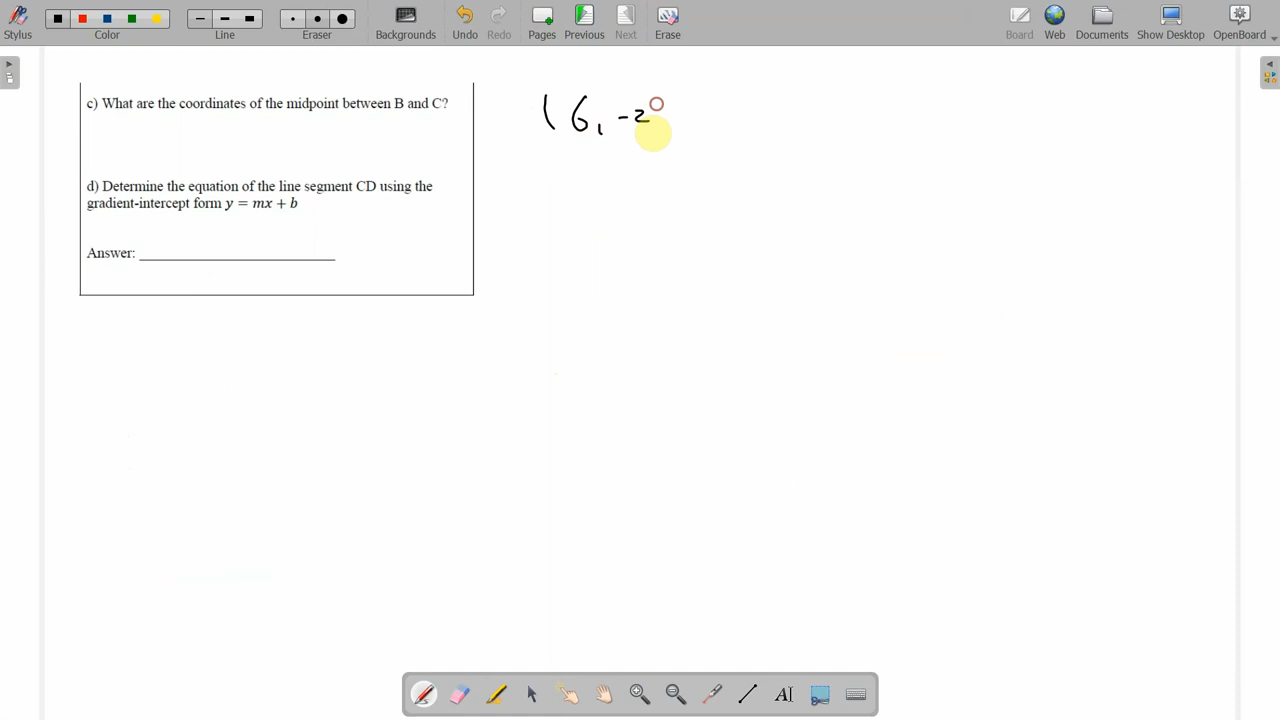 Stylus
Color
Line
Eraser
Backgrounds
Undo
Redo
Pages
Previous
Next
Erase
Board
Web
Documents
Show Desktop
OpenBoard
c) What are the coordinates of the midpoint between B and C?
d) Determine the equation of the line segment CD using the
gradient-intercept form y = mx + b
Answer: ____________________
(6, -2
AI